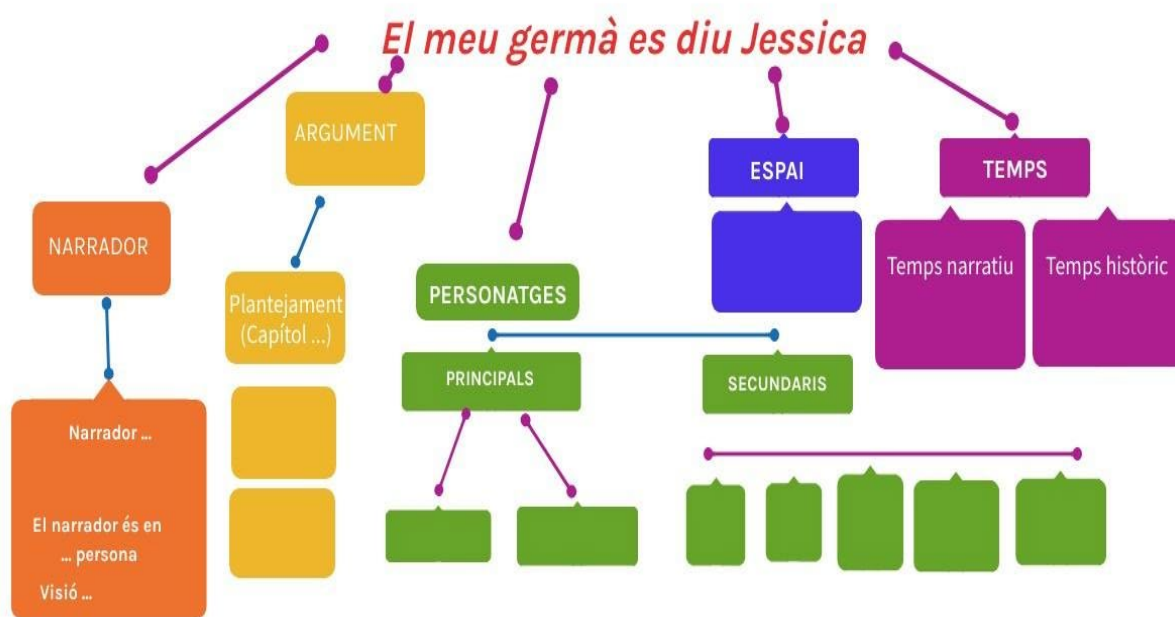 El meu germà es diu Jessica
ARGUMENT
NARRADOR
Plantejament
(Capítol ...)
Narrador ...
El narrador és en
... persona
Visió ...
PERSONATGES
PRINCIPALS
SECUNDARIS
ESPAI
TEMPS
Temps narratiu
Temps històric